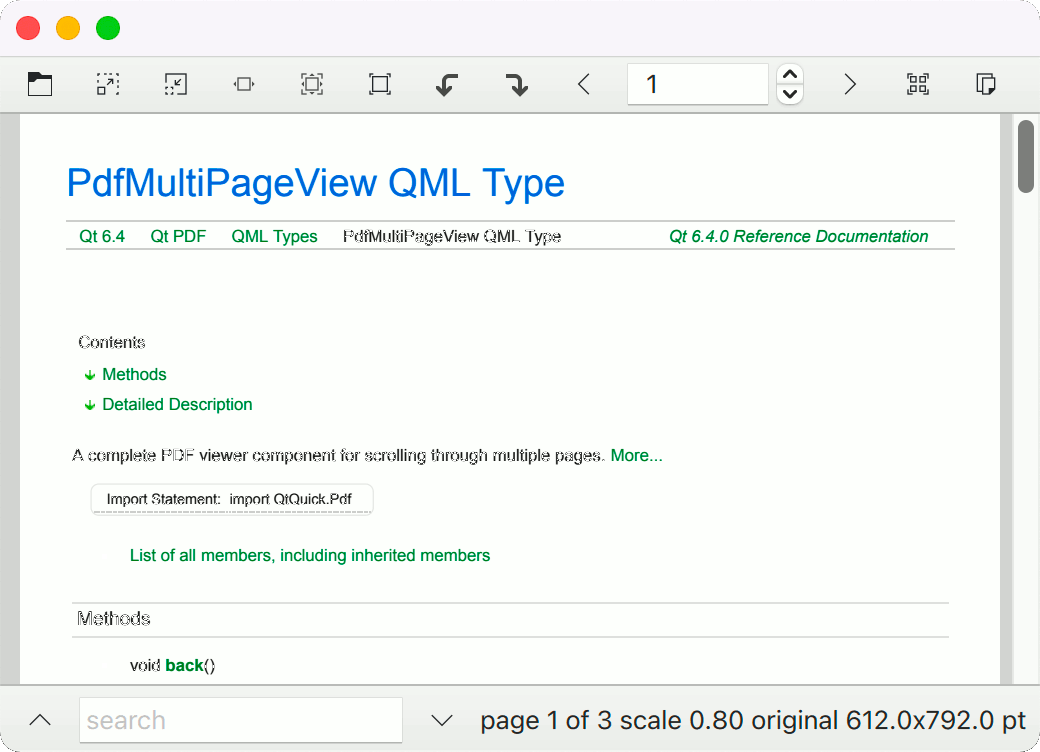 1
PdfMultiPageView QML Type
Qt 6.4 Qt PDF QML Types PdfMultiPageView QML Type Qt 6.4.0 Reference Documentation
Contents
Methods
Detailed Description
A complete PDF viewer component for scrolling through multiple pages. More...
Import Statement: import QtQuick.Pdf
List of all members, including inherited members
Methods
void back()
search page 1 of 3 scale 0.80 original 612.0x792.0 pt